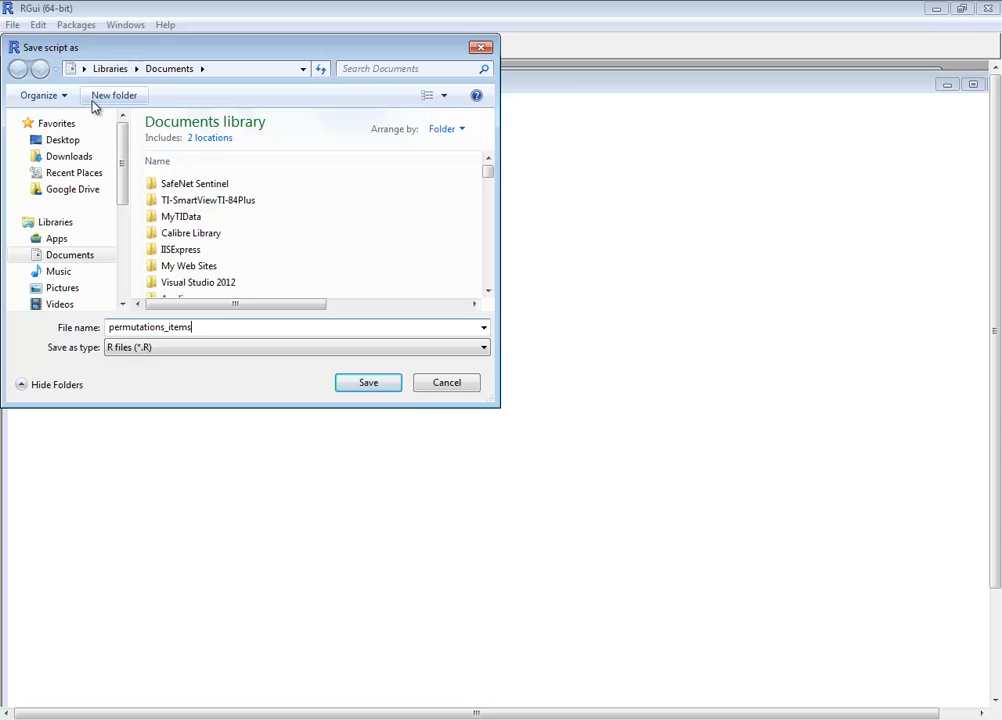 RGui (64-bit)
File Edit Packages Windows Help
Save script as
Libraries Documents Search Documents
Organize New folder
Favorites
Desktop
Downloads
Recent Places
Google Drive
Libraries
Apps
Documents
Music
Pictures
Videos
Documents library
Includes: 2 locations
Arrange by: Folder
Name
SafeNet Sentinel
TI-SmartViewTI-84Plus
MyTIData
Calibre Library
IISExpress
My Web Sites
Visual Studio 2012
File name: permutations_items
Save as type: R files (*.R)
Hide Folders Save Cancel